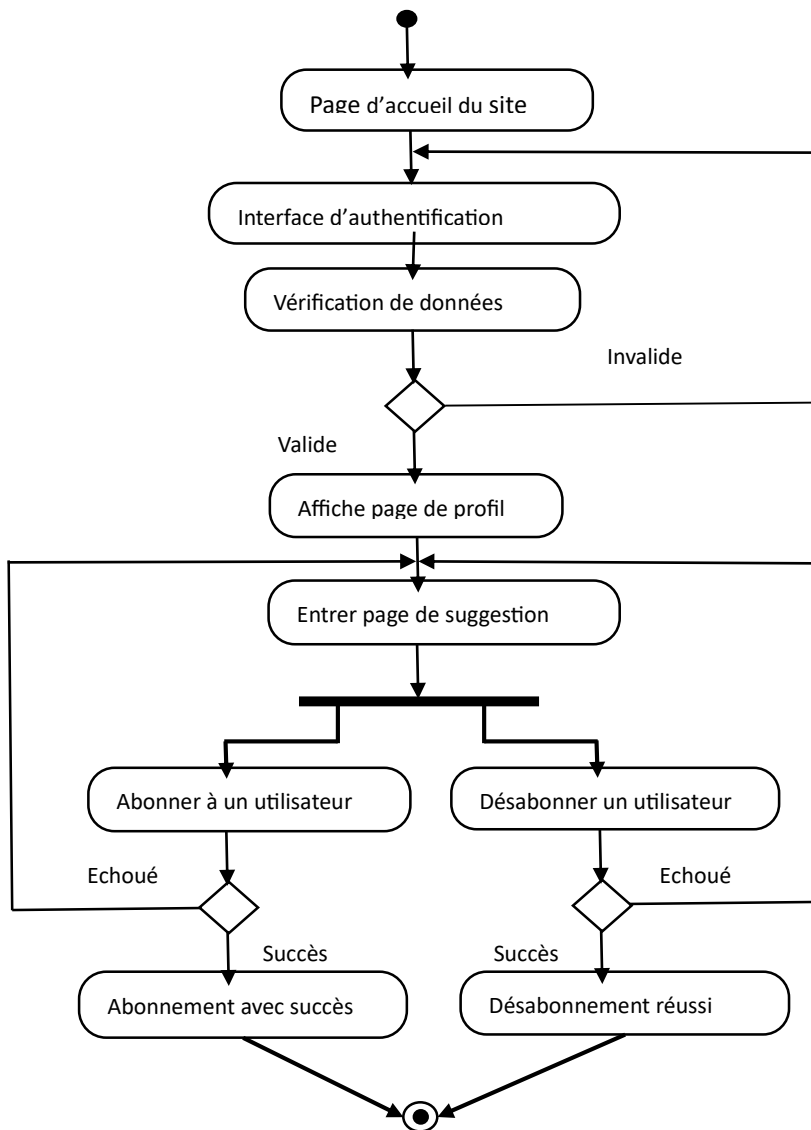 Page d’accueil du site
Interface d’authentification
Vérification de données
Invalide
Valide
Affiche page de profil
Entrer page de suggestion
Abonner à un utilisateur
Désabonner un utilisateur
Echoué
Echoué
Succès
Succès
Abonnement avec succès
Désabonnement réussi